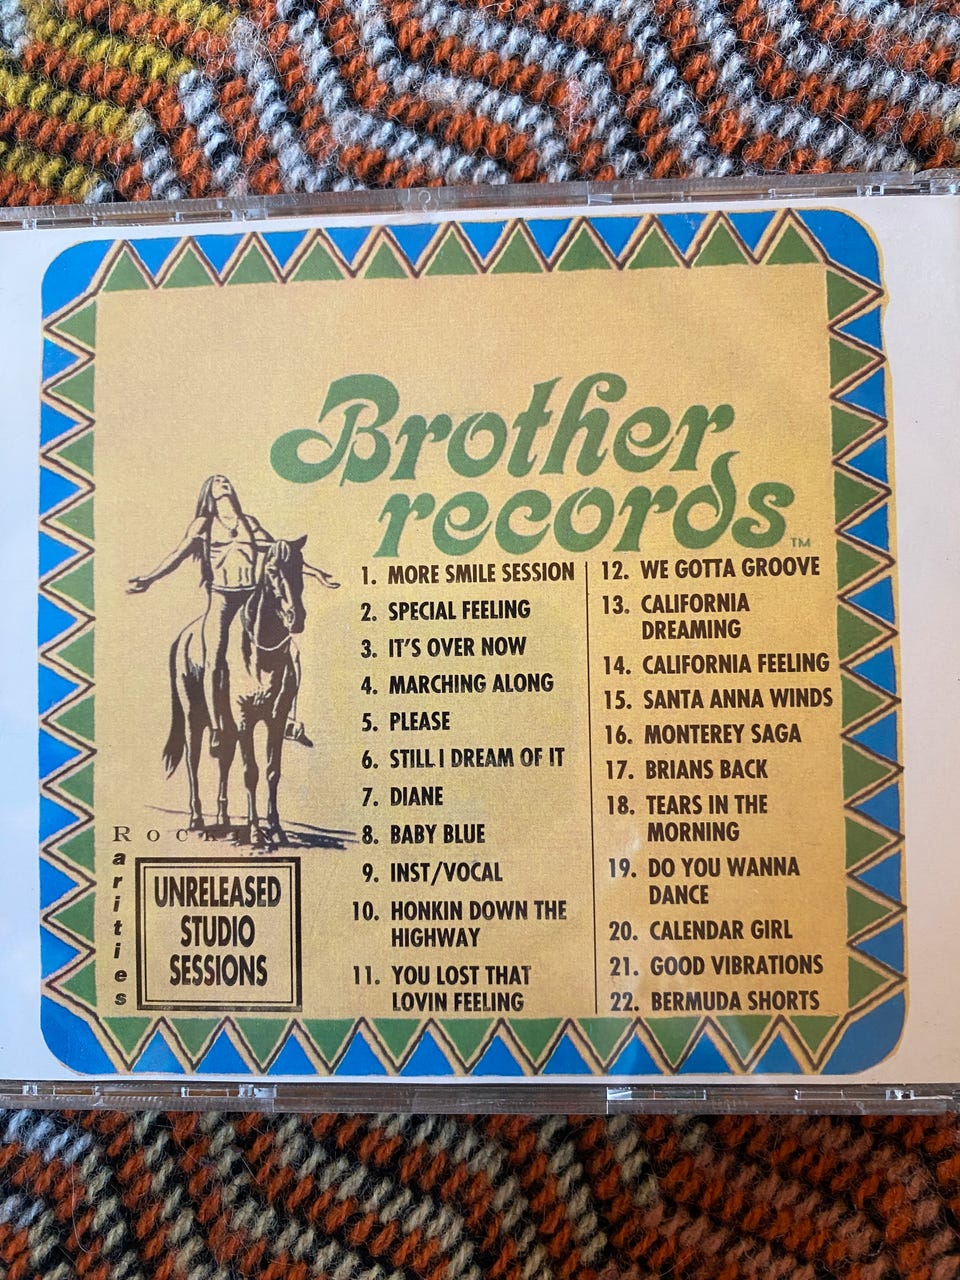 Brother
records™
1. MORE SMILE SESSION
2. SPECIAL FEELING
3. IT'S OVER NOW
4. MARCHING ALONG
5. PLEASE
6. STILL I DREAM OF IT
7. DIANE
8. BABY BLUE
9. INST/VOCAL
10. HONKIN DOWN THE
HIGHWAY
11. YOU LOST THAT
LOVIN FEELING
12. WE GOTTA GROOVE
13. CALIFORNIA
DREAMING
14. CALIFORNIA FEELING
15. SANTA ANNA WINDS
16. MONTEREY SAGA
17. BRIANS BACK
18. TEARS IN THE
MORNING
19. DO YOU WANNA
DANCE
20. CALENDAR GIRL
21. GOOD VIBRATIONS
22. BERMUDA SHORTS
Rockin
Rarities
UNRELEASED
STUDIO
SESSIONS